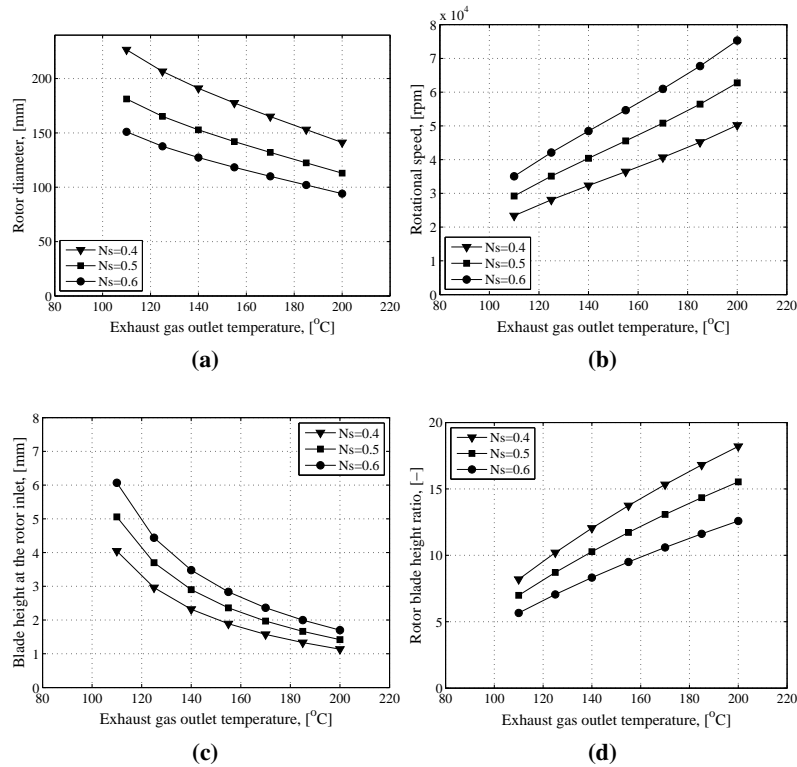 200
150
100
50
0
Rotor diameter, [mm]
Ns=0.4
Ns=0.5
Ns=0.6
80 100 120 140 160 180 200 220
Exhaust gas outlet temperature, [°C]
(a)
x 10⁴
8
7
6
5
4
3
2
1
0
Rotational speed, [rpm]
Ns=0.4
Ns=0.5
Ns=0.6
80 100 120 140 160 180 200 220
Exhaust gas outlet temperature, [°C]
(b)
8
7
6
5
4
3
2
1
0
Blade height at the rotor inlet, [mm]
Ns=0.4
Ns=0.5
Ns=0.6
80 100 120 140 160 180 200 220
Exhaust gas outlet temperature, [°C]
(c)
20
15
10
5
0
Rotor blade height ratio, [−]
Ns=0.4
Ns=0.5
Ns=0.6
80 100 120 140 160 180 200 220
Exhaust gas outlet temperature, [°C]
(d)